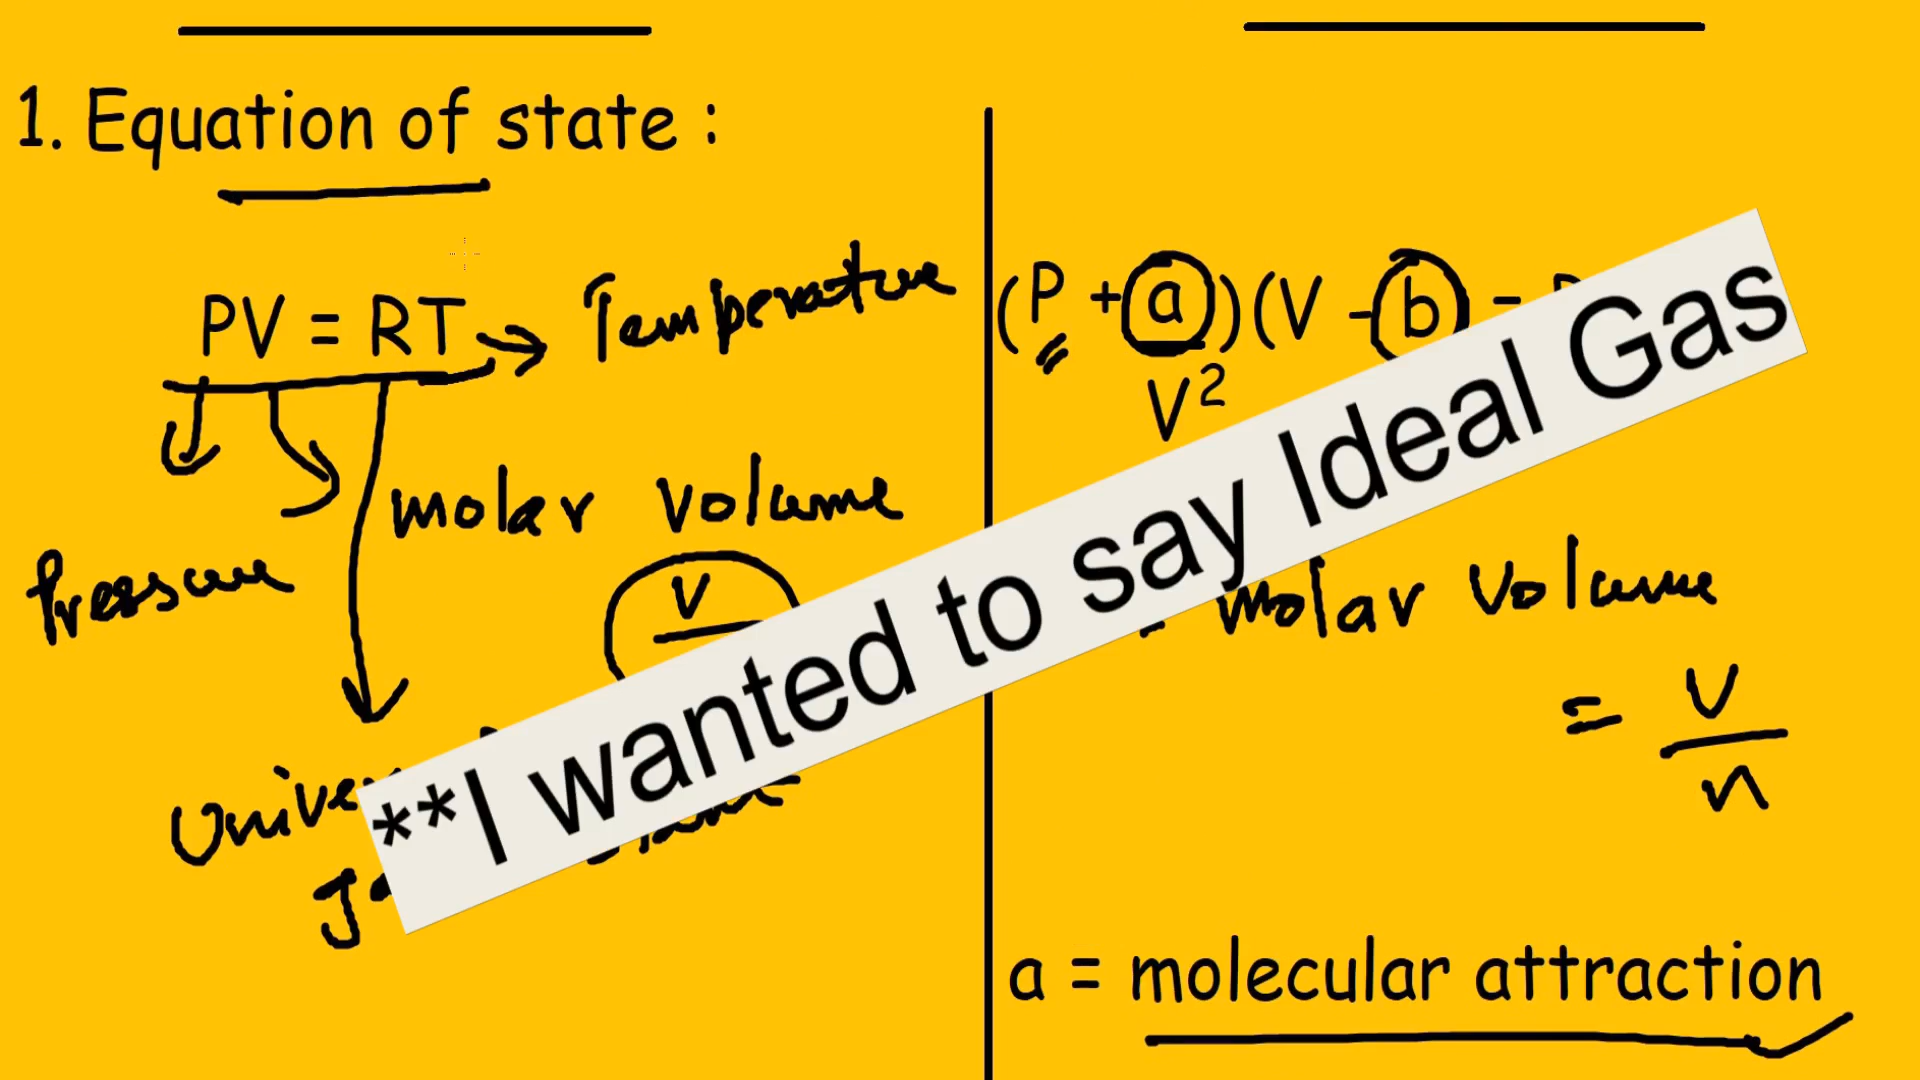 1. Equation of state :
PV = RT
Temperature
molar volume
Pressure
V
(P + a)(V - b
V²
**I wanted to say Ideal Gas
molar volume
= V
n
a = molecular attraction